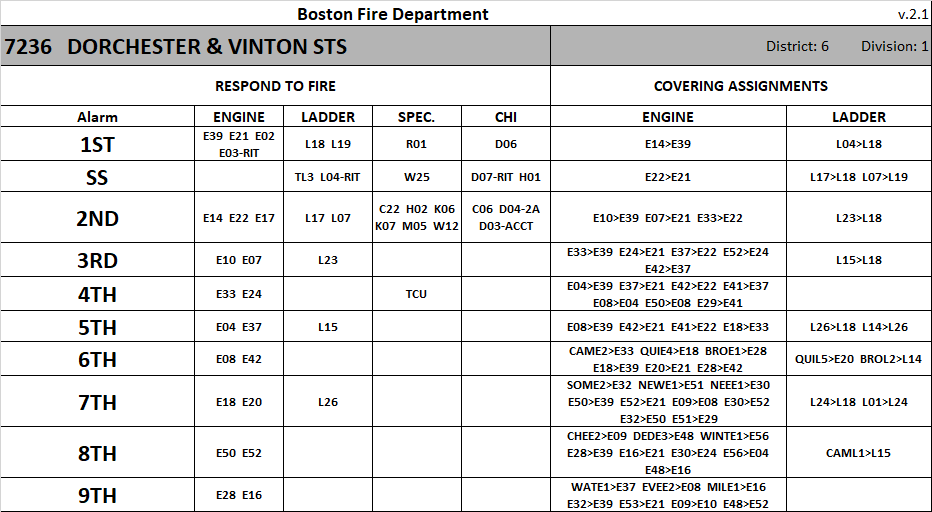 Boston Fire Department v.2.1
7236 DORCHESTER & VINTON STS District: 6 Division: 1
RESPOND TO FIRE COVERING ASSIGNMENTS
Alarm ENGINE LADDER SPEC. CHI ENGINE LADDER
1ST E39 E21 E02 L18 L19 R01 D06 E14>E39 L04>L18
E03-RIT
SS TL3 L04-RIT W25 D07-RIT H01 E22>E21 L17>L18 L07>L19
2ND E14 E22 E17 L17 L07 C22 H02 K06 C06 D04-2A E10>E39 E07>E21 E33>E22 L23>L18
K07 M05 W12 D03-ACCT
3RD E10 E07 L23 E33>E39 E24>E21 E37>E22 E52>E24 L15>L18
E42>E37
4TH E33 E24 TCU E04>E39 E37>E21 E42>E22 E41>E37
E08>E04 E50>E08 E29>E41
5TH E04 E37 L15 E08>E39 E42>E21 E41>E22 E18>E33 L26>L18 L14>L26
6TH E08 E42 CAME2>E33 QUIE4>E18 BROE1>E28 QUIL5>E20 BROL2>L14
E18>E39 E20>E21 E28>E42
7TH E18 E20 L26 SOME2>E32 NEWE1>E51 NEEE1>E30 L24>L18 L01>L24
E50>E39 E52>E21 E09>E08 E30>E52
E32>E50 E51>E29
8TH E50 E52 CHEE2>E09 DEDE3>E48 WINTE1>E56 CAML1>L15
E28>E39 E16>E21 E30>E24 E56>E04
E48>E16
9TH E28 E16 WATE1>E37 EVEE2>E08 MILE1>E16
E32>E39 E53>E21 E09>E10 E48>E52